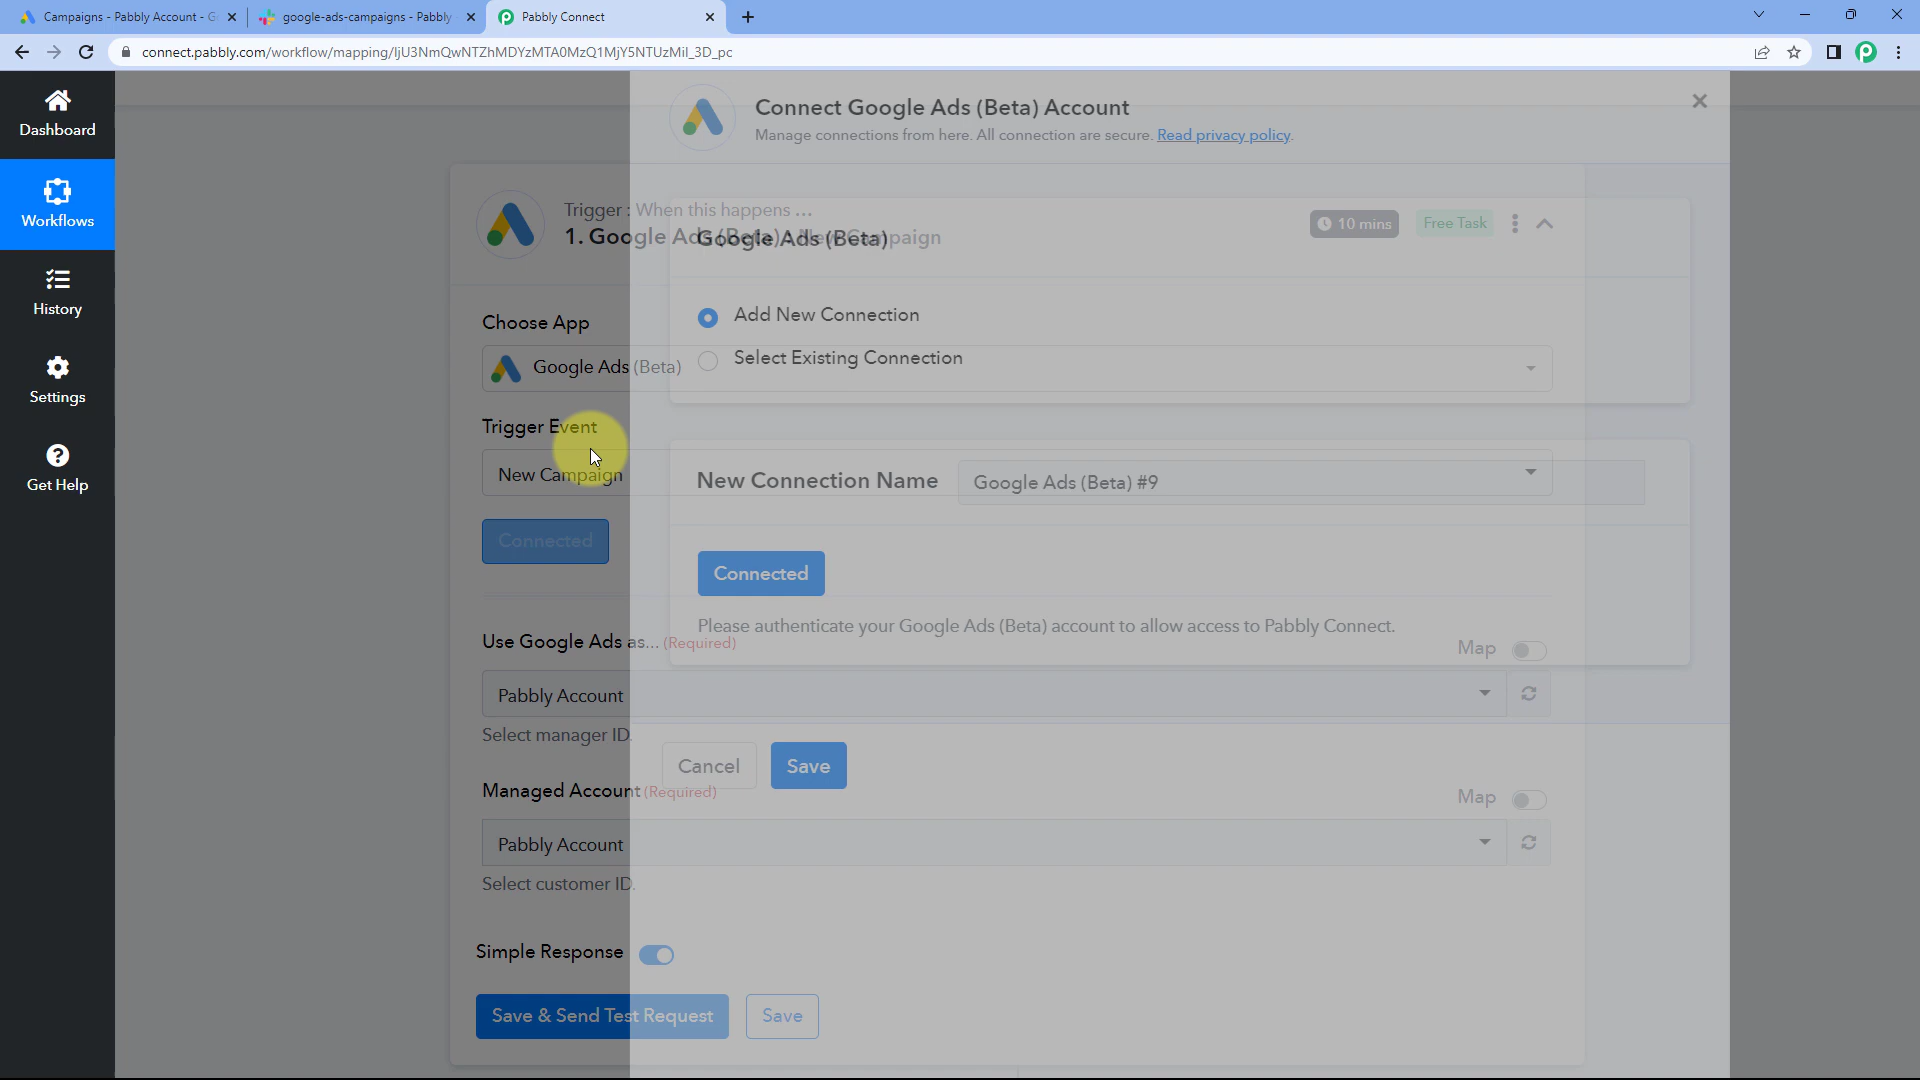 Campaigns - Pabbly Account - G
google-ads-campaigns - Pabbly
Pabbly Connect
connect.pabbly.com/workflow/mapping/IjU3NmQwNTZhMDYzMTA0MzQ1MjY5NTUzMiI_3D_pc
Dashboard
Workflows
History
Settings
Get Help
Connect Google Ads (Beta) Account
Manage connections from here. All connection are secure. Read privacy policy.
Trigger : When this happens ...
1. Google Ads (Beta) : New Campaign
10 mins
Free Task
Google Ads (Beta)
Choose App
Google Ads (Beta)
Add New Connection
Select Existing Connection
Trigger Event
New Campaign
New Connection Name
Google Ads (Beta) #9
Connected
Connected
Please authenticate your Google Ads (Beta) account to allow access to Pabbly Connect.
Use Google Ads as... (Required)
Map
Pabbly Account
Select manager ID.
Cancel
Save
Managed Account (Required)
Map
Pabbly Account
Select customer ID.
Simple Response
Save & Send Test Request
Save